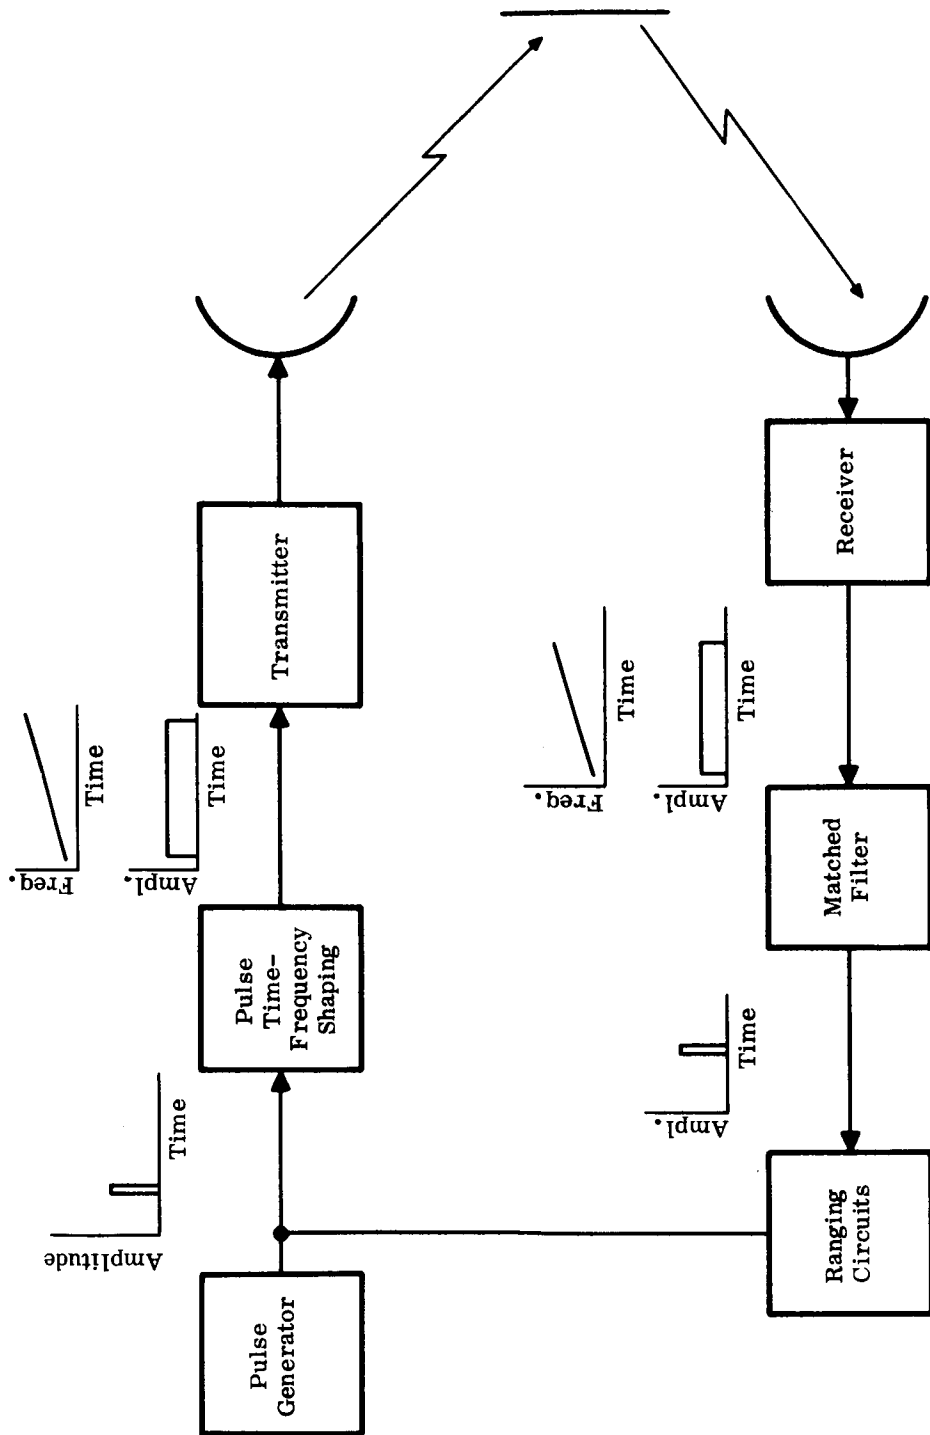 Amplitude
Time
Pulse
Generator
Pulse
Time-
Frequency
Shaping
Freq.
Time
Ampl.
Time
Transmitter
Freq.
Time
Ampl.
Time
Receiver
Matched
Filter
Ampl.
Time
Ranging
Circuits